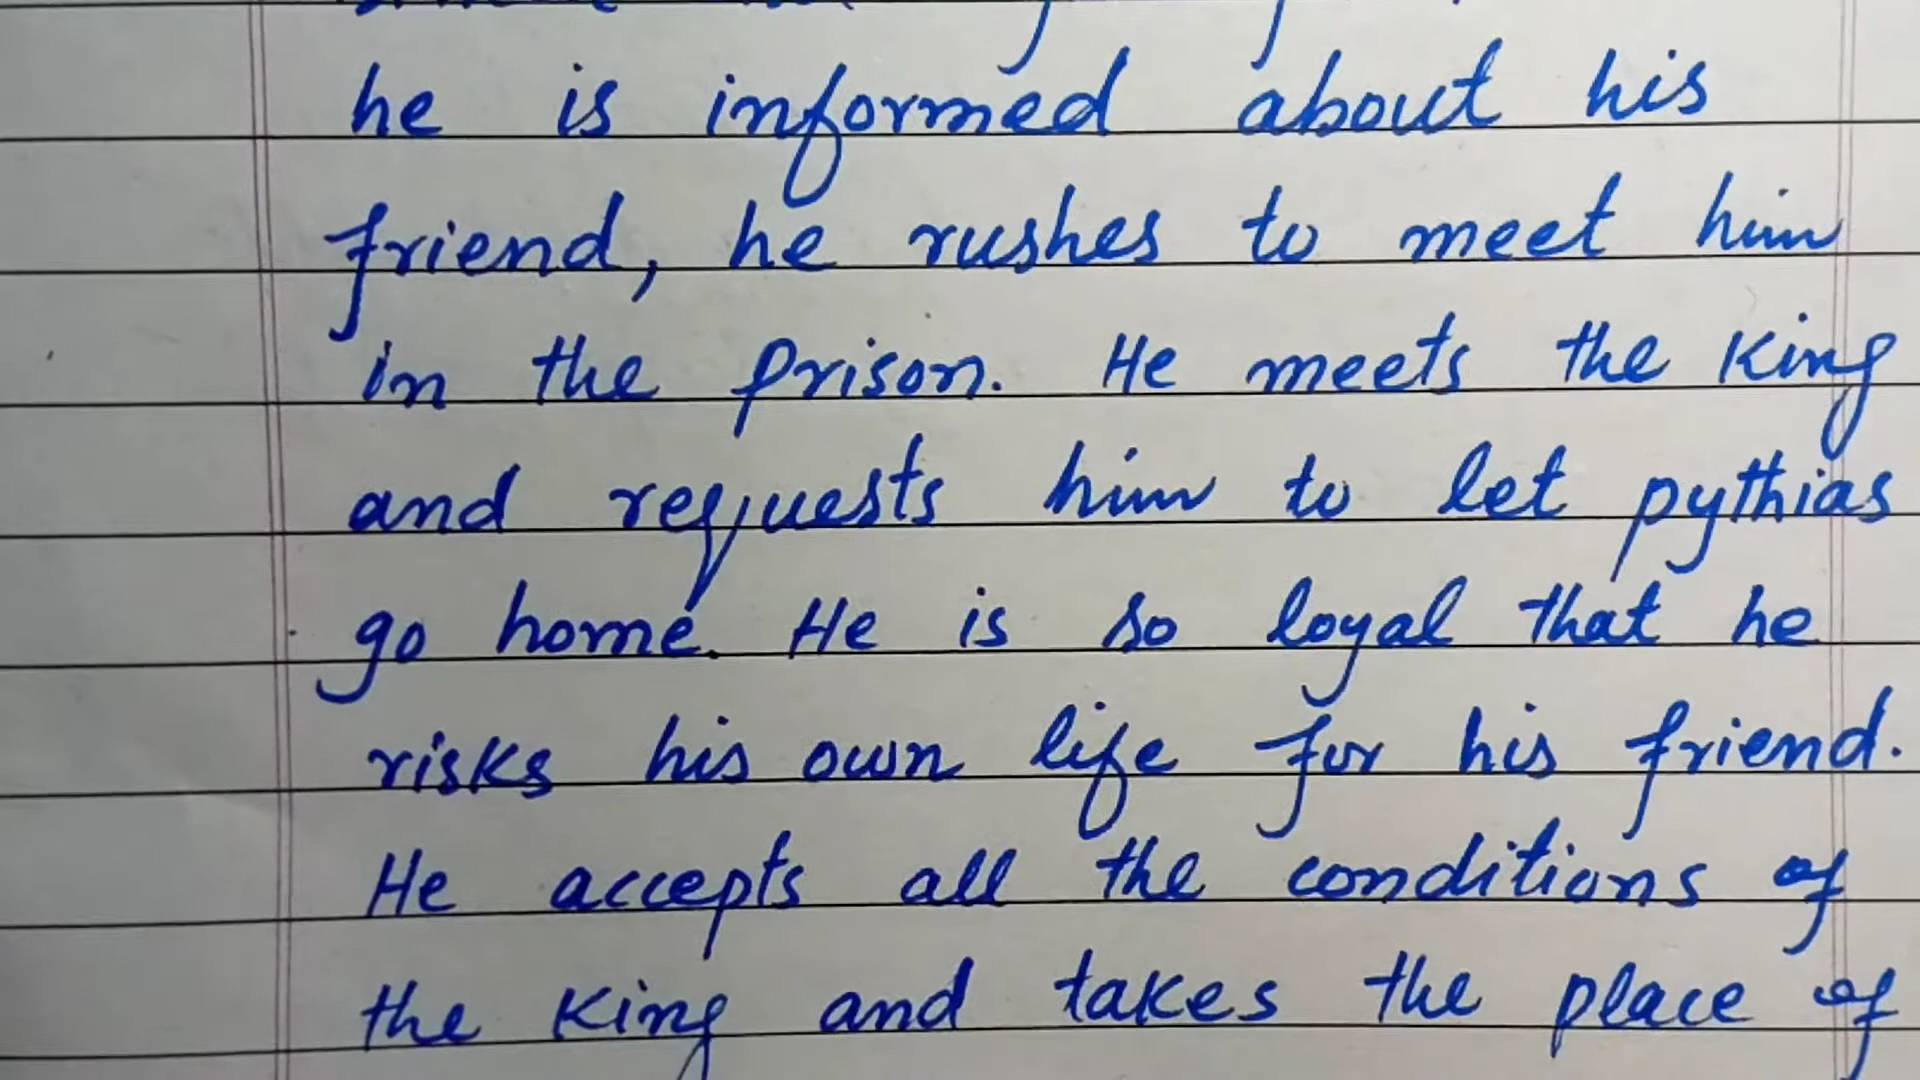 he is informed about his
friend, he rushes to meet him
in the prison. He meets the King
and requests him to let pythias
go home. He is so loyal that he
risks his own life for his friend.
He accepts all the conditions of
the King and takes the place of